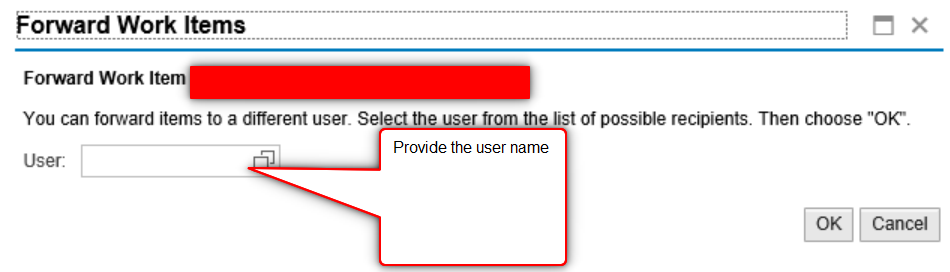 Forward Work Items
Forward Work Item
You can forward items to a different user. Select the user from the list of possible recipients. Then choose "OK".
User:
Provide the user name
OK Cancel